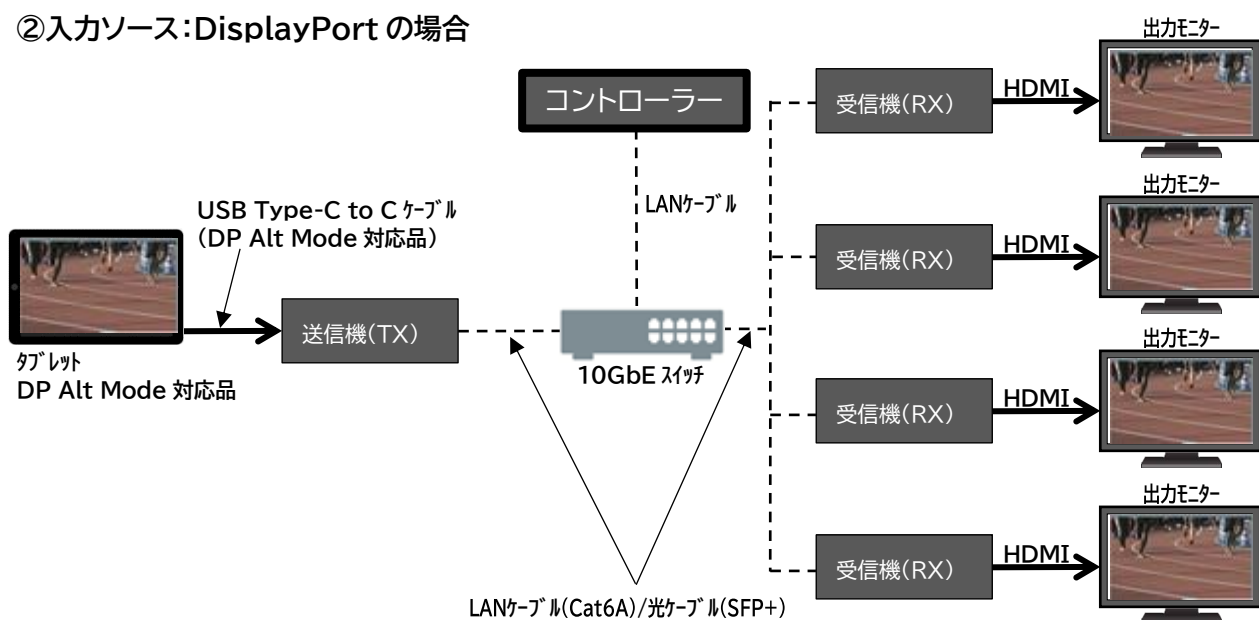 ②入力ソース：DisplayPort の場合
コントローラー
LANｹｰﾌﾞﾙ
USB Type-C to C ｹｰﾌﾞﾙ
(DP Alt Mode 対応品)
送信機(TX)
ﾀﾌﾞﾚｯﾄ
DP Alt Mode 対応品
10GbE ｽｲｯﾁ
LANｹｰﾌﾞﾙ(Cat6A)/光ｹｰﾌﾞﾙ(SFP+)
出力ﾓﾆﾀｰ
受信機(RX)
HDMI
出力ﾓﾆﾀｰ
受信機(RX)
HDMI
出力ﾓﾆﾀｰ
受信機(RX)
HDMI
出力ﾓﾆﾀｰ
受信機(RX)
HDMI